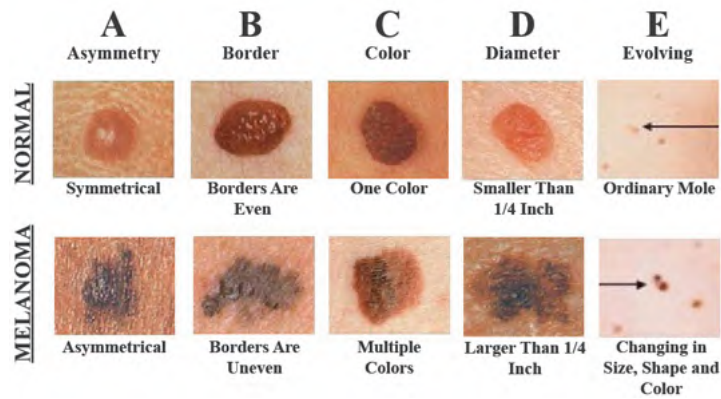 A B C D E
Asymmetry Border Color Diameter Evolving
NORMAL
Symmetrical Borders Are Even One Color Smaller Than 1/4 Inch Ordinary Mole
MELANOMA
Asymmetrical Borders Are Uneven Multiple Colors Larger Than 1/4 Inch Changing in Size, Shape and Color